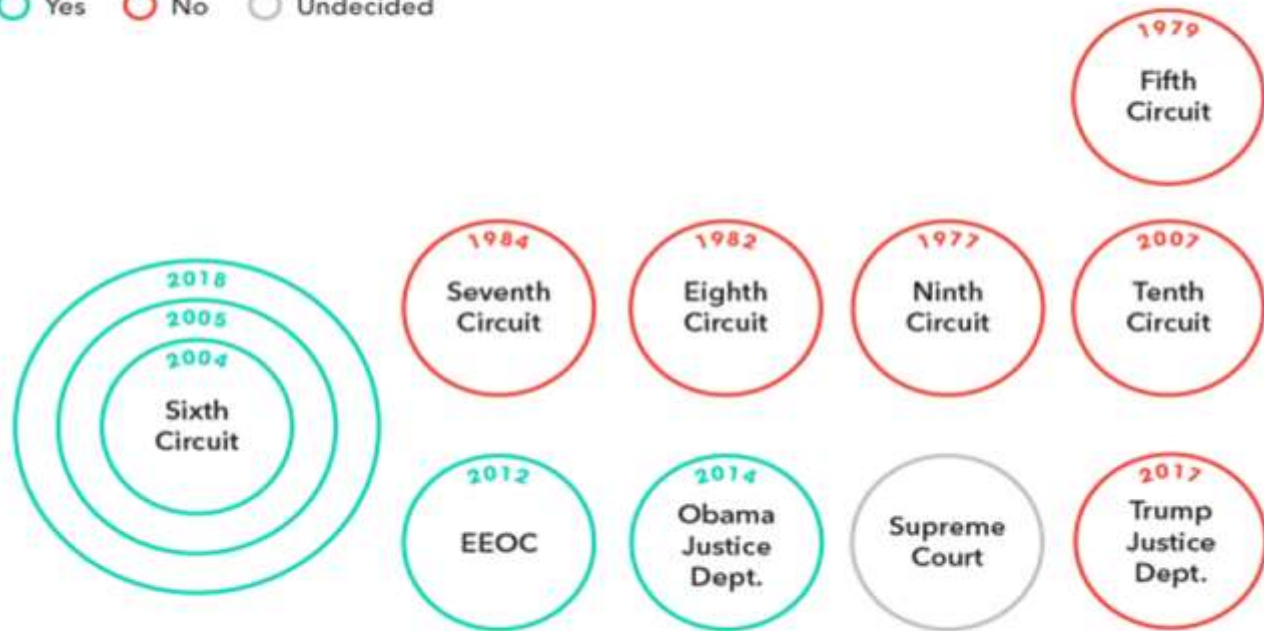 Yes No Undecided
1979
Fifth
Circuit
1984
Seventh
Circuit
1982
Eighth
Circuit
1977
Ninth
Circuit
2007
Tenth
Circuit
2018
2005
2004
Sixth
Circuit
2012
EEOC
2014
Obama
Justice
Dept.
Supreme
Court
2017
Trump
Justice
Dept.